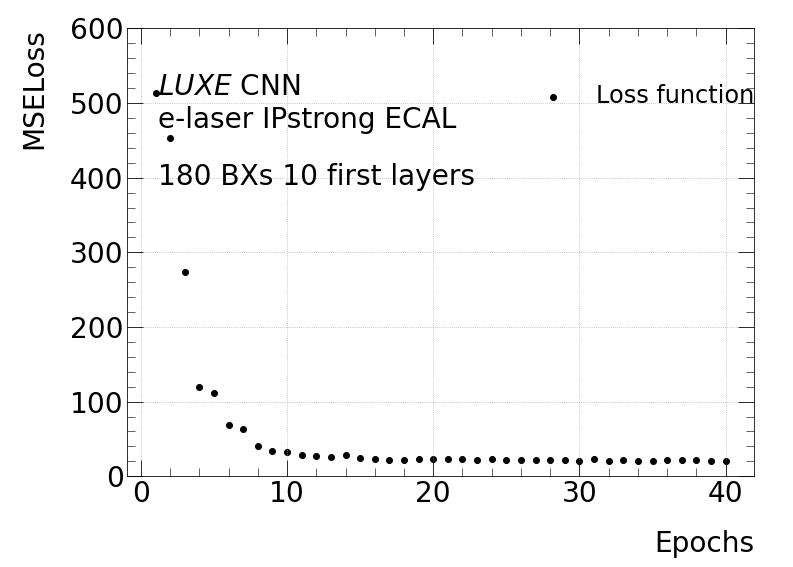 600
500
400
300
200
100
0
MSELoss
LUXE CNN
e-laser IPstrong ECAL
180 BXs 10 first layers
Loss function
0 10 20 30 40
Epochs